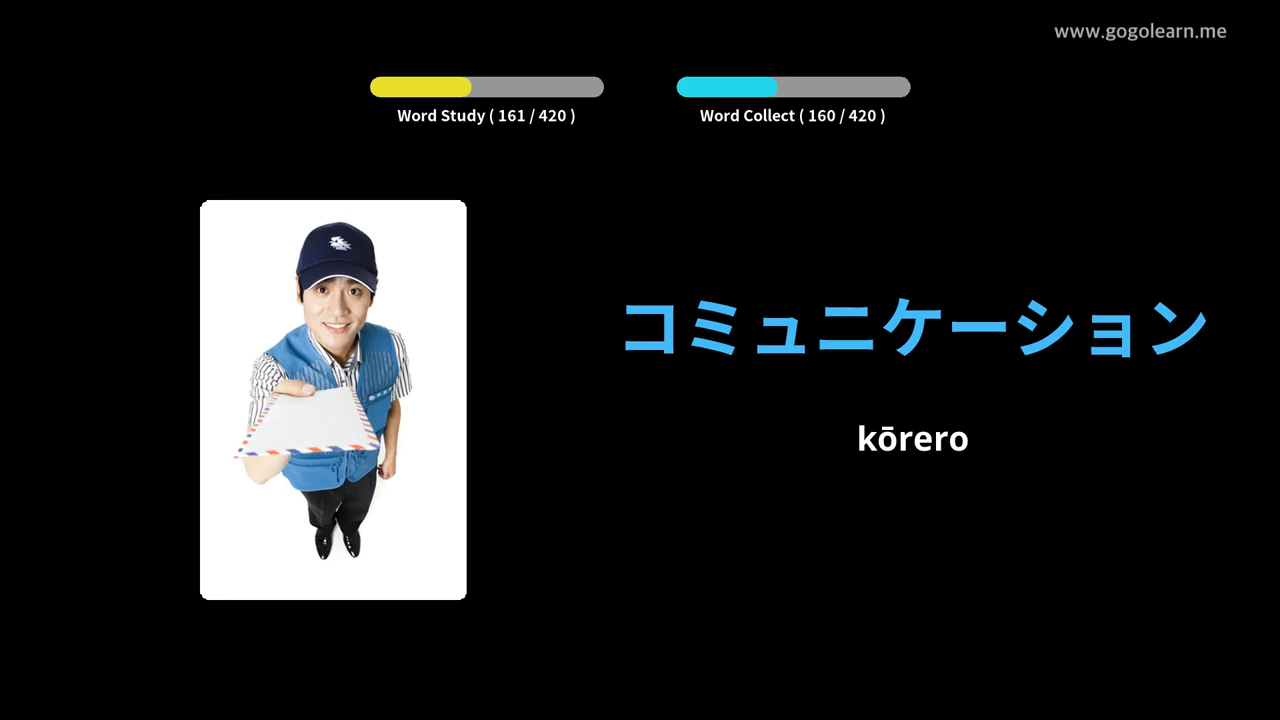 www.gogolearn.me
Word Study ( 161 / 420 )
Word Collect ( 160 / 420 )
コミュニケーション
kōrero